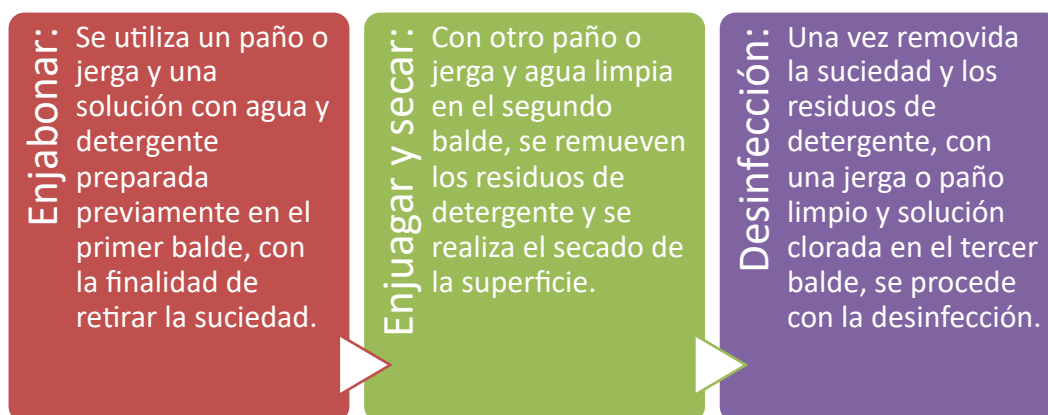 Enjabonar:
Se utiliza un paño o
jerga y una
solución con agua y
detergente
preparada
previamente en el
primer balde, con
la finalidad de
retirar la suciedad.
Enjuagar y secar:
Con otro paño o
jerga y agua limpia
en el segundo
balde, se remueven
los residuos de
detergente y se
realiza el secado de
la superficie.
Desinfección:
Una vez removida
la suciedad y los
residuos de
detergente, con
una jerga o paño
limpio y solución
clorada en el tercer
balde, se procede
con la desinfección.